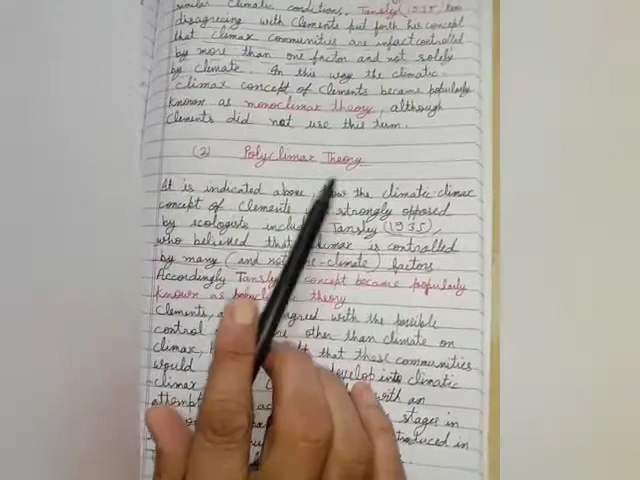 similar climatic conditions. Tansley (1935)
disagreeing with Clements put forth his concept
that climax communities are infact controlled
by more than one factor and not solely
by climate. In this way the climatic
climax concept of Clements became popularly
known as monoclimax theory, although
Clements did not use this term.
(2) Polyclimax Theory
It is indicated above, how the climatic climax
concept of Clements strongly opposed
by ecologists Tansley (1935),
who believed that climax is controlled
by many (and not climate) factors
Accordingly Tansley concept became popularly
known as theory
Clements, agreed with the possible
control other than climate on
climax, that these communities
would develop into climatic
climax with an
stages in